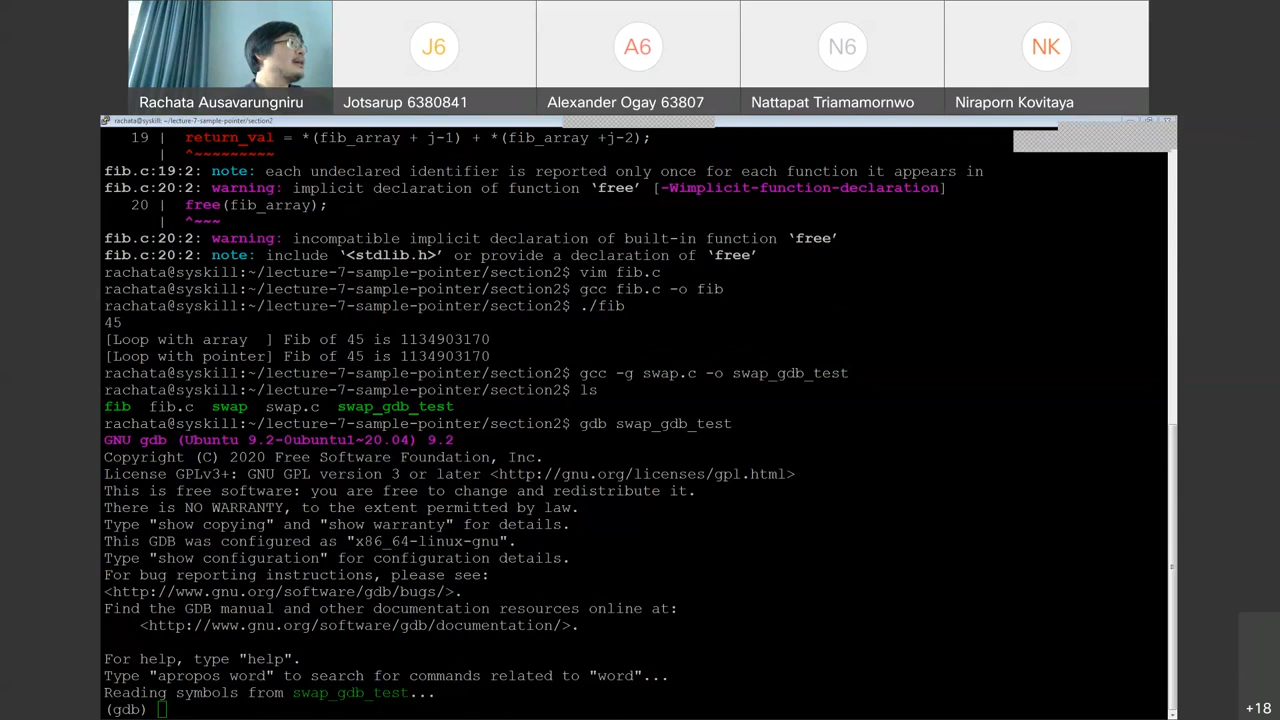 J6
A6
N6
NK
Rachata Ausavarungniru
Jotsarup 6380841
Alexander Ogay 63807
Nattapat Triamamornwo
Niraporn Kovitaya
rachata@syskill: ~/lecture-7-sample-pointer/section2
19 | return_val = *(fib_array + j-1) + *(fib_array +j-2);
| ^~~~~~~~~~
fib.c:19:2: note: each undeclared identifier is reported only once for each function it appears in
fib.c:20:2: warning: implicit declaration of function ‘free’ [-Wimplicit-function-declaration]
20 | free(fib_array);
| ^~~~
fib.c:20:2: warning: incompatible implicit declaration of built-in function ‘free’
fib.c:20:2: note: include ‘<stdlib.h>’ or provide a declaration of ‘free’
rachata@syskill:~/lecture-7-sample-pointer/section2$ vim fib.c
rachata@syskill:~/lecture-7-sample-pointer/section2$ gcc fib.c -o fib
rachata@syskill:~/lecture-7-sample-pointer/section2$ ./fib
45
[Loop with array  ] Fib of 45 is 1134903170
[Loop with pointer] Fib of 45 is 1134903170
rachata@syskill:~/lecture-7-sample-pointer/section2$ gcc -g swap.c -o swap_gdb_test
rachata@syskill:~/lecture-7-sample-pointer/section2$ ls
fib fib.c swap swap.c swap_gdb_test
rachata@syskill:~/lecture-7-sample-pointer/section2$ gdb swap_gdb_test
GNU gdb (Ubuntu 9.2-0ubuntu1~20.04) 9.2
Copyright (C) 2020 Free Software Foundation, Inc.
License GPLv3+: GNU GPL version 3 or later <http://gnu.org/licenses/gpl.html>
This is free software: you are free to change and redistribute it.
There is NO WARRANTY, to the extent permitted by law.
Type "show copying" and "show warranty" for details.
This GDB was configured as "x86_64-linux-gnu".
Type "show configuration" for configuration details.
For bug reporting instructions, please see:
<http://www.gnu.org/software/gdb/bugs/>.
Find the GDB manual and other documentation resources online at:
<http://www.gnu.org/software/gdb/documentation/>.
For help, type "help".
Type "apropos word" to search for commands related to "word"...
Reading symbols from swap_gdb_test...
(gdb)
+18